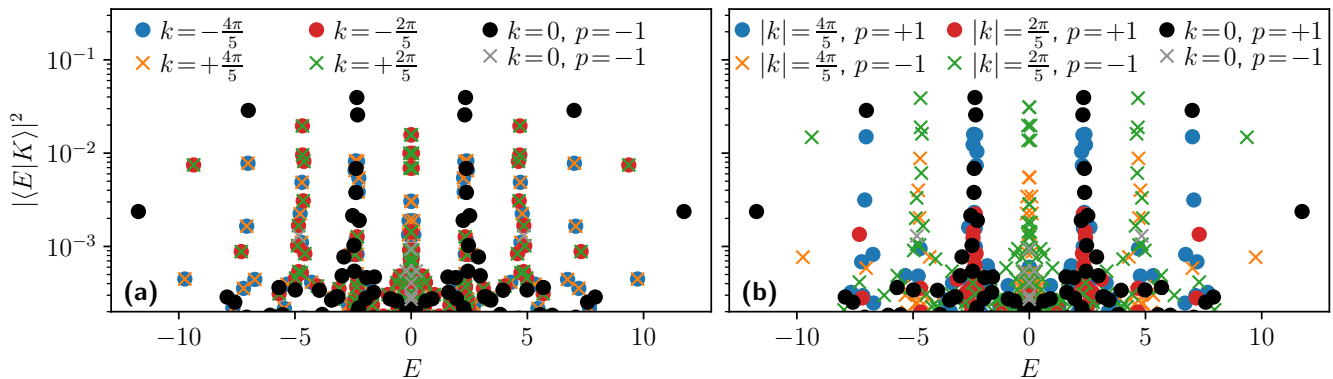 k=−4π/5 k=−2π/5 k=0, p=−1
k=+4π/5 k=+2π/5 k=0, p=−1
10⁻¹
10⁻²
10⁻³
|⟨E|K⟩|²
(a)
−10 −5 0 5 10
E
|k|=4π/5, p=+1 |k|=2π/5, p=+1 k=0, p=+1
|k|=4π/5, p=−1 |k|=2π/5, p=−1 k=0, p=−1
(b)
−10 −5 0 5 10
E